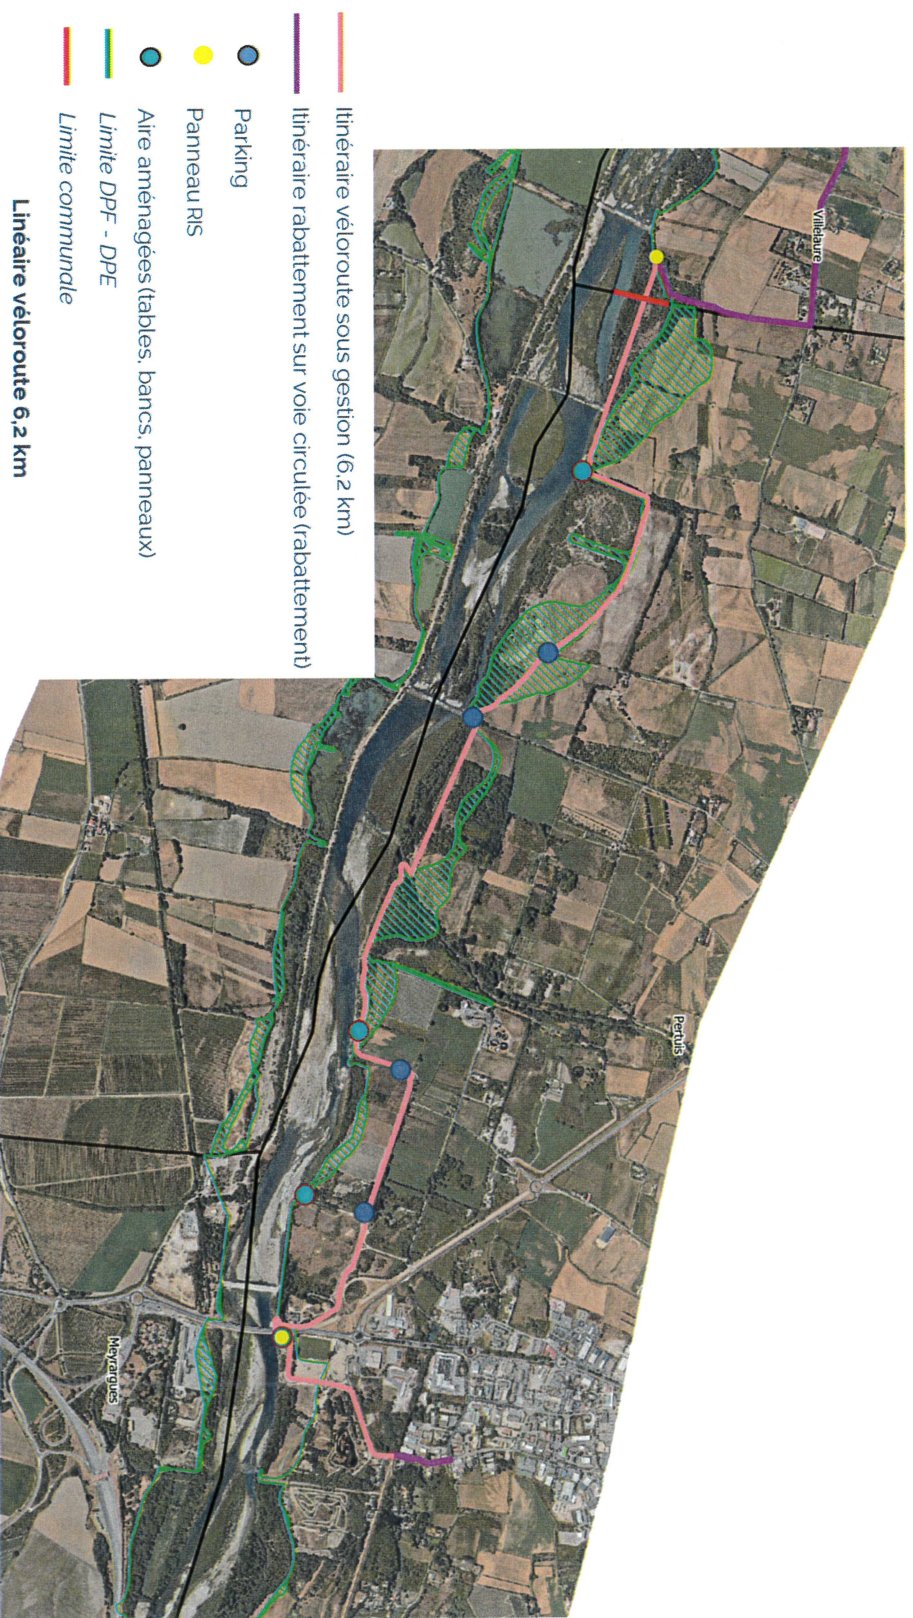 Itinéraire véloroute sous gestion (6,2 km)
Itinéraire rabattement sur voie circulée (rabattement)
Parking
Panneau RIS
Aire aménagées (tables, bancs, panneaux)
Limite DPF - DPE
Limite communale
Linéaire véloroute 6,2 km
Villelaure
Pertuis
Meyrargues